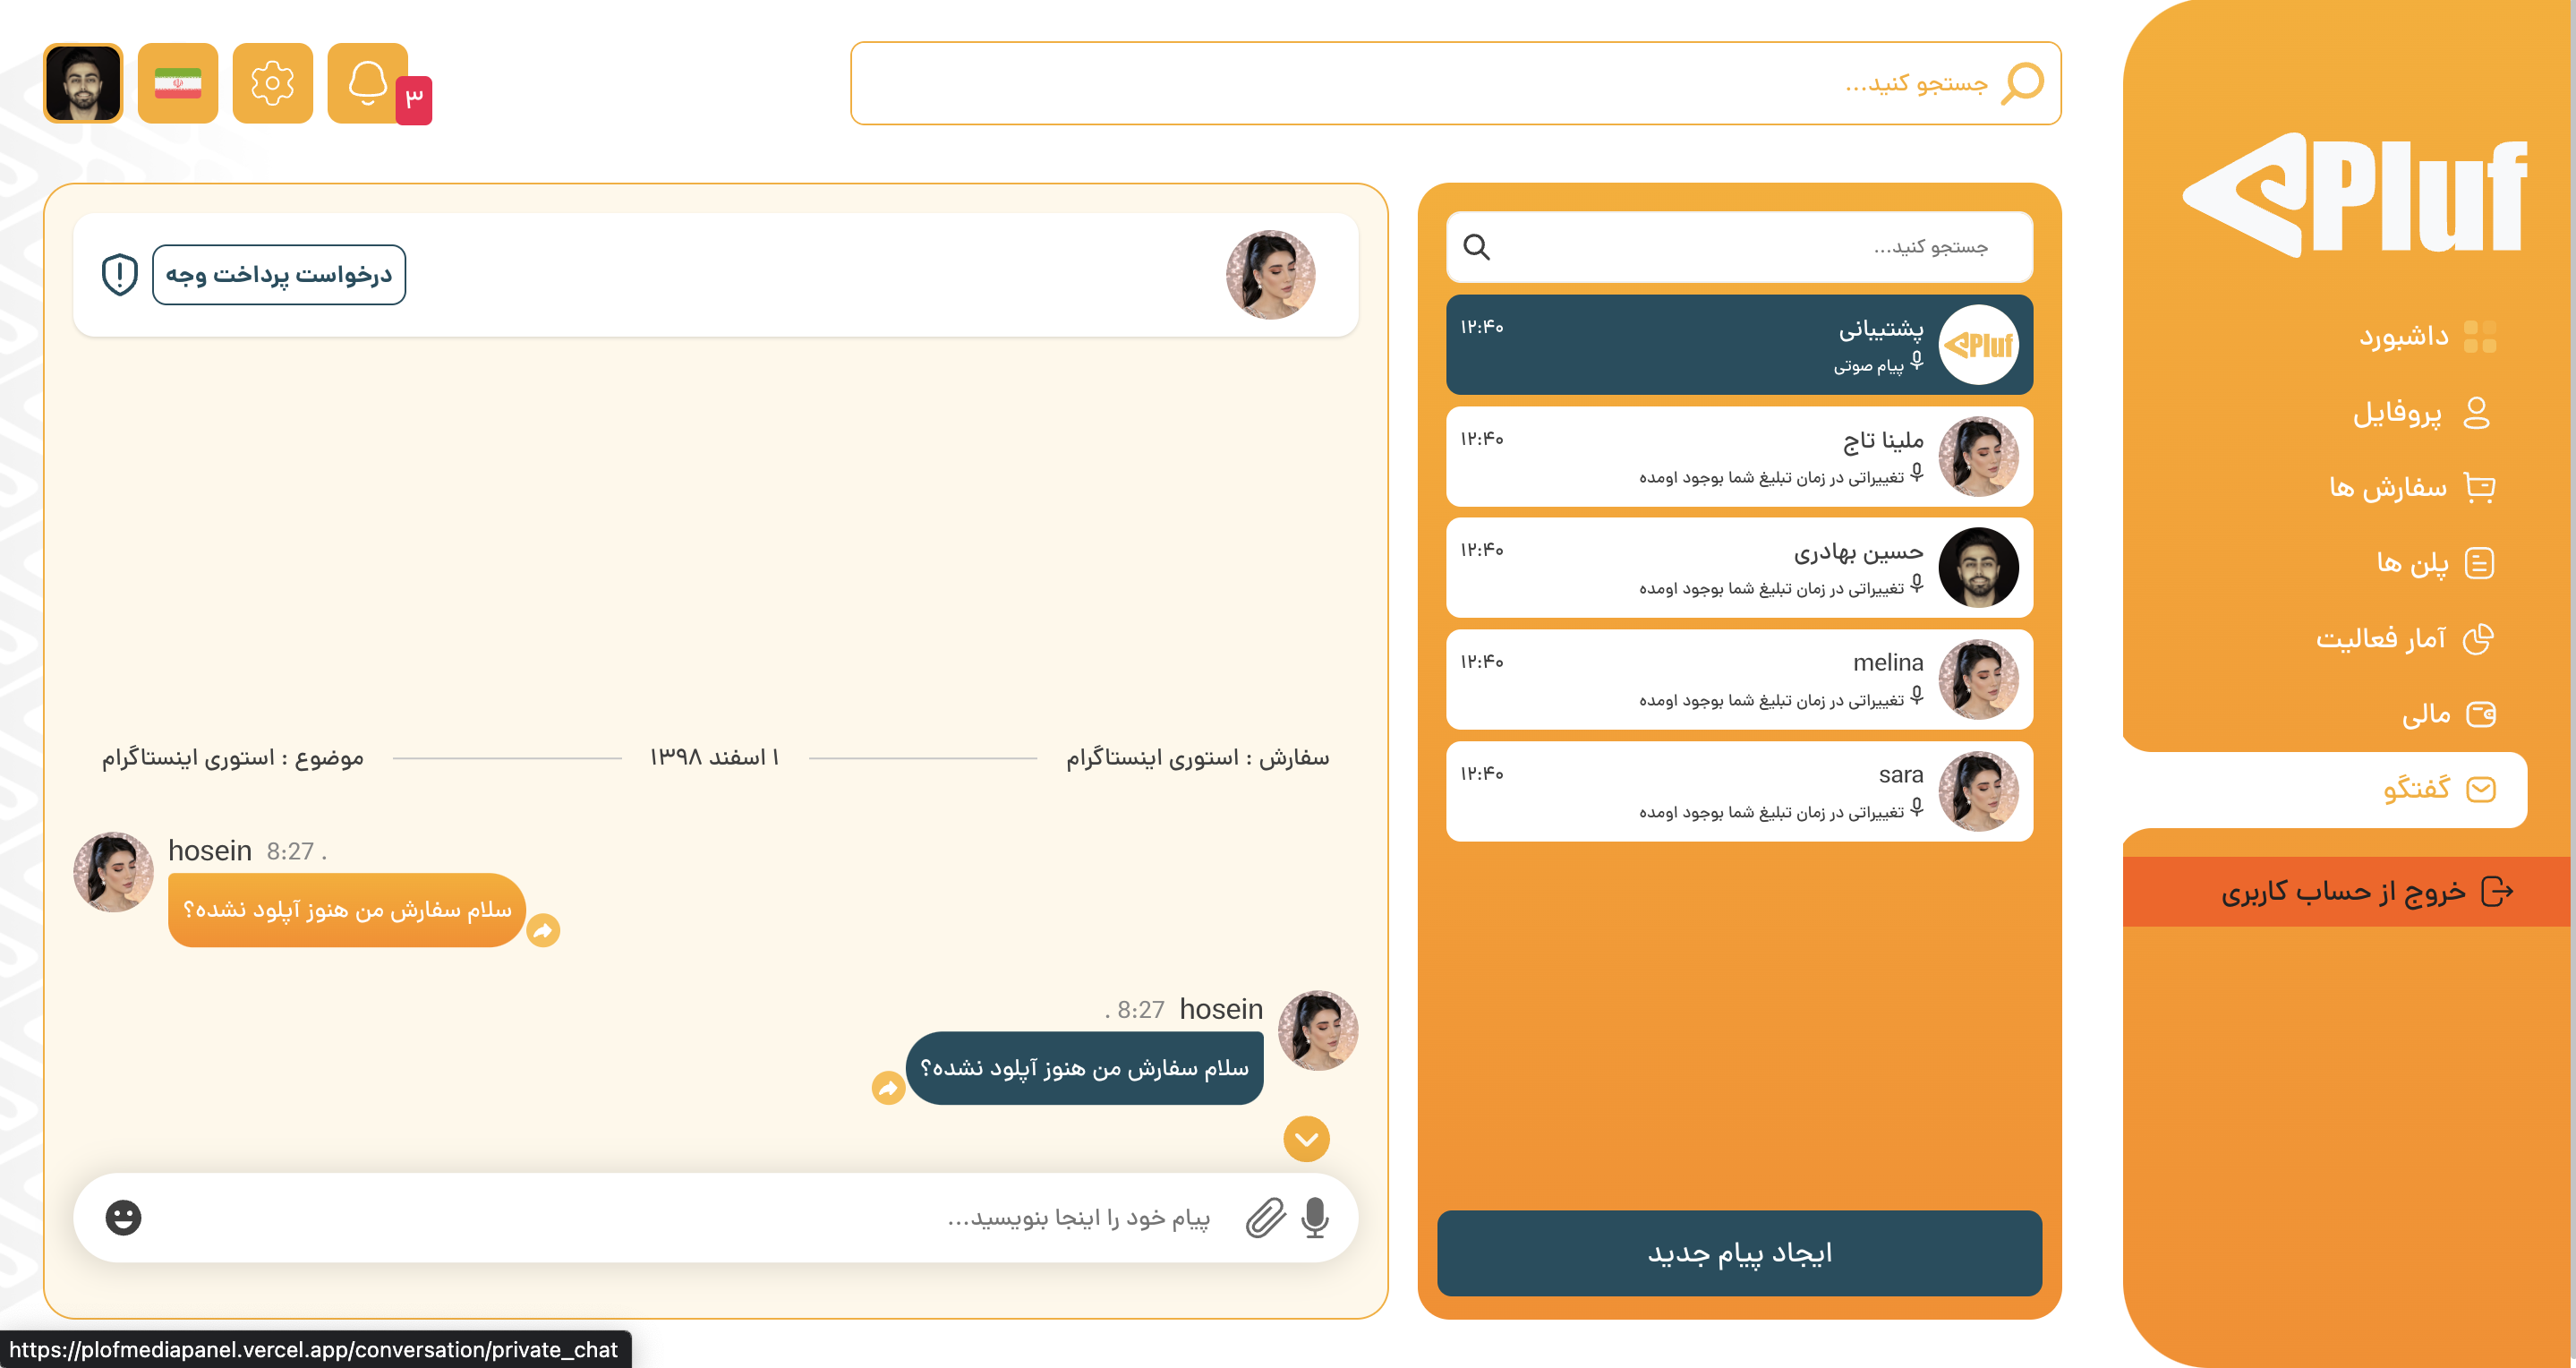 Pluf
داشبورد
پروفایل
سفارش ها
پلن ها
آمار فعالیت
مالی
گفتگو
خروج از حساب کاربری
جستجو کنید...
۳
جستجو کنید...
Pluf
پشتیبانی
۱۲:۴۰
پیام صوتی
ملینا تاج
۱۲:۴۰
تغییراتی در زمان تبلیغ شما بوجود اومده
حسین بهادری
۱۲:۴۰
تغییراتی در زمان تبلیغ شما بوجود اومده
melina
۱۲:۴۰
تغییراتی در زمان تبلیغ شما بوجود اومده
sara
۱۲:۴۰
تغییراتی در زمان تبلیغ شما بوجود اومده
ایجاد پیام جدید
درخواست پرداخت وجه
سفارش : استوری اینستاگرام
۱ اسفند ۱۳۹۸
موضوع : استوری اینستاگرام
hosein 8:27 .
سلام سفارش من هنوز آپلود نشده؟
. 8:27 hosein
سلام سفارش من هنوز آپلود نشده؟
پیام خود را اینجا بنویسید...
https://plofmediapanel.vercel.app/conversation/private_chat